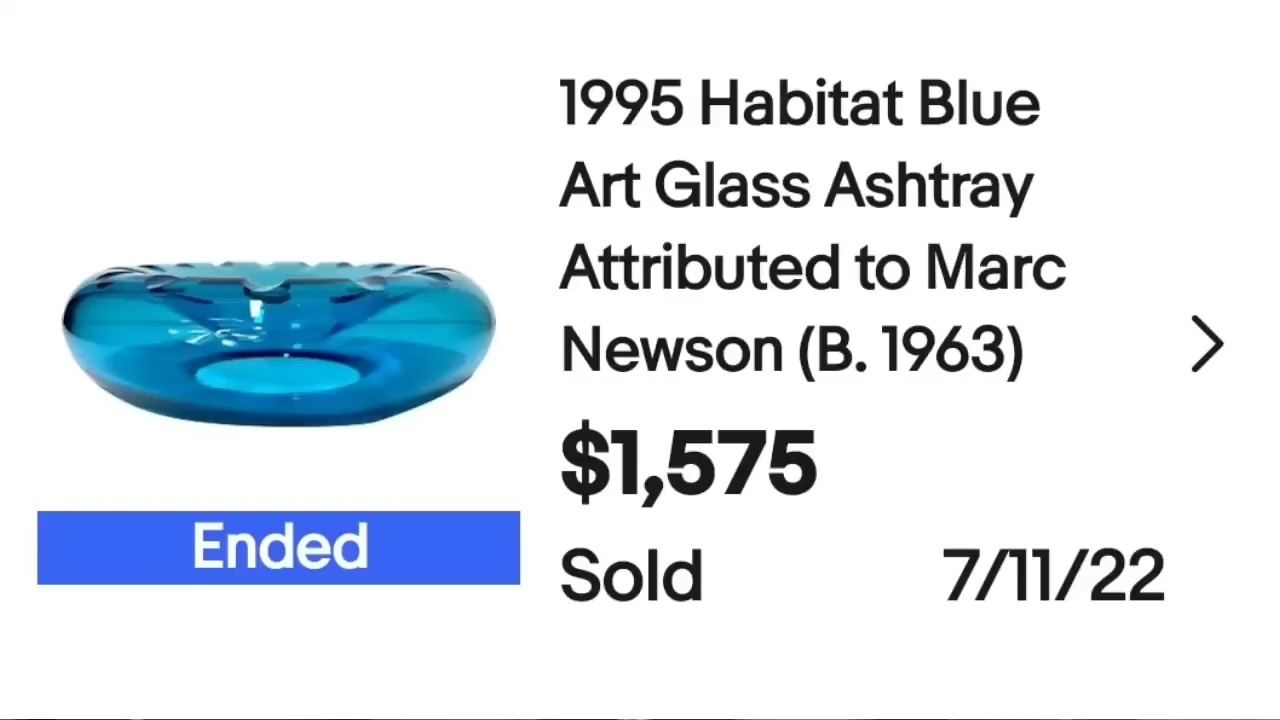 1995 Habitat Blue
Art Glass Ashtray
Attributed to Marc
Newson (B. 1963)
$1,575
Ended
Sold 7/11/22